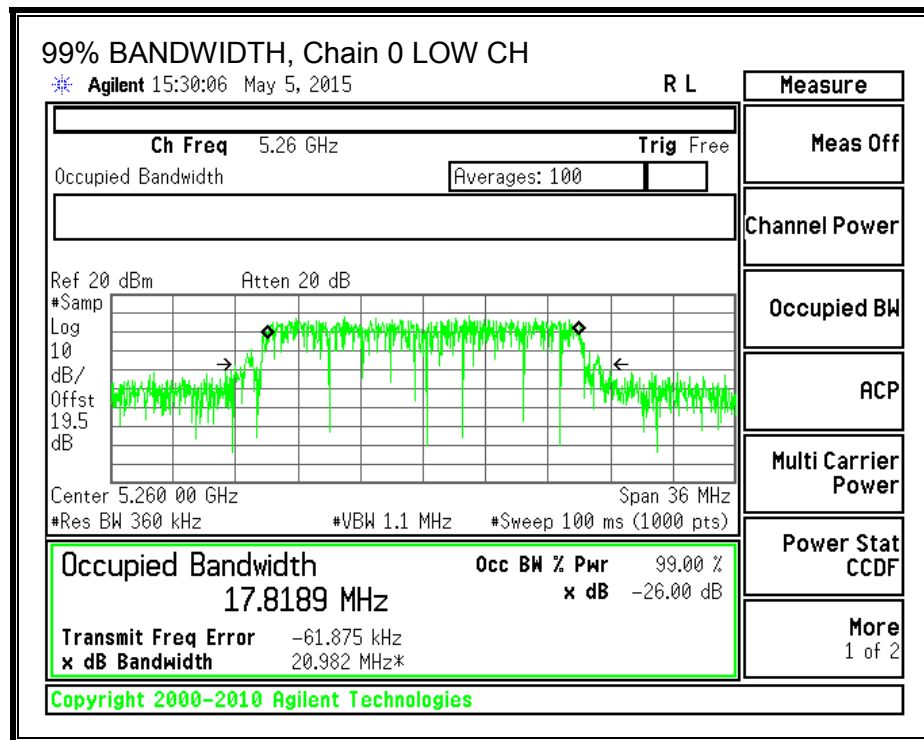 99% BANDWIDTH, Chain 0 LOW CH
Agilent 15:30:06 May 5, 2015 R L
Measure
Ch Freq 5.26 GHz Trig Free
Meas Off
Occupied Bandwidth Averages: 100
Channel Power
Ref 20 dBm Atten 20 dB
#Samp
Log
10
dB/
Offst
19.5
dB
Occupied BW
ACP
Multi Carrier
Power
Center 5.260 00 GHz Span 36 MHz
#Res BW 360 kHz #VBW 1.1 MHz #Sweep 100 ms (1000 pts)
Power Stat
CCDF
Occupied Bandwidth Occ BW % Pwr 99.00 %
17.8189 MHz x dB -26.00 dB
Transmit Freq Error -61.875 kHz
x dB Bandwidth 20.982 MHz*
More
1 of 2
Copyright 2000-2010 Agilent Technologies